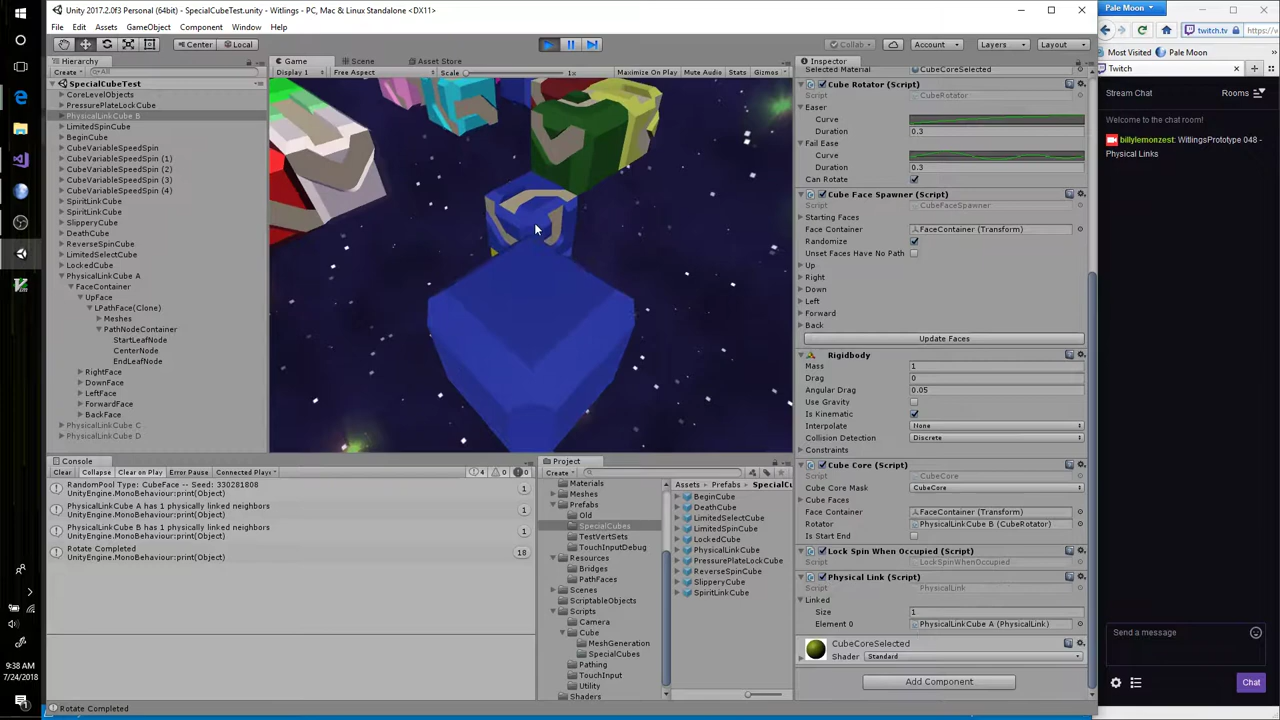 Unity 2017.2.0f3 Personal (64bit) - SpecialCubeTest.unity - Witlings - PC, Mac & Linux Standalone <DX11>
File Edit Assets GameObject Component Window Help
Center Local
Collab Account Layers Layout
Hierarchy
Create All
SpecialCubeTest
CoreLevelObjects
PressurePlateLockCube
PhysicalLinkCube B
LimitedSpinCube
BeginCube
CubeVariableSpeedSpin
CubeVariableSpeedSpin (1)
CubeVariableSpeedSpin (2)
CubeVariableSpeedSpin (3)
CubeVariableSpeedSpin (4)
SpiritLinkCube
SpiritLinkCube
SlipperyCube
DeathCube
ReverseSpinCube
LimitedSelectCube
LockedCube
PhysicalLinkCube A
FaceContainer
UpFace
LPathFace(Clone)
Meshes
PathNodeContainer
StartLeafNode
CenterNode
EndLeafNode
RightFace
DownFace
LeftFace
ForwardFace
BackFace
PhysicalLinkCube C
PhysicalLinkCube D
Game Scene Asset Store
Display 1 Free Aspect Scale 1x Maximize On Play Mute Audio Stats Gizmos
Inspector
Selected Material CubeCoreSelected
Cube Rotator (Script)
Script CubeRotator
Easer
Curve
Duration 0.3
Fail Ease
Curve
Duration 0.3
Can Rotate
Cube Face Spawner (Script)
Script CubeFaceSpawner
Starting Faces
Face Container FaceContainer (Transform)
Randomize
Unset Faces Have No Path
Up
Right
Down
Left
Forward
Back
Update Faces
Rigidbody
Mass 1
Drag 0
Angular Drag 0.05
Use Gravity
Is Kinematic
Interpolate None
Collision Detection Discrete
Constraints
Cube Core (Script)
Script CubeCore
Cube Core Mask CubeCore
Cube Faces
Face Container FaceContainer (Transform)
Rotator PhysicalLinkCube B (CubeRotator)
Is Start End
Lock Spin When Occupied (Script)
Script LockSpinWhenOccupied
Physical Link (Script)
Script PhysicalLink
Linked
Size 1
Element 0 PhysicalLinkCube A (PhysicalLink)
CubeCoreSelected
Shader Standard
Add Component
Console
Clear Collapse Clear on Play Error Pause Connected Player 4 0 0
RandomPool Type: CubeFace -- Seed: 330281808 1
UnityEngine.MonoBehaviour:print(Object)
PhysicalLinkCube A has 1 physically linked neighbors 1
UnityEngine.MonoBehaviour:print(Object)
PhysicalLinkCube B has 1 physically linked neighbors 1
UnityEngine.MonoBehaviour:print(Object)
Rotate Completed 18
UnityEngine.MonoBehaviour:print(Object)
Rotate Completed
Project
Create
Materials
Meshes
Prefabs
Old
SpecialCubes
TestVertSets
TouchInputDebug
Resources
Bridges
PathFaces
Scenes
ScriptableObjects
Scripts
Camera
Cube
MeshGeneration
SpecialCubes
Pathing
TouchInput
Utility
Shaders
Assets Prefabs SpecialCu
BeginCube
DeathCube
LimitedSelectCube
LimitedSpinCube
LockedCube
PhysicalLinkCube
PressurePlateLockCube
ReverseSpinCube
SlipperyCube
SpiritLinkCube
9:38 AM
7/24/2018
Pale Moon
twitch.tv https://v
Most Visited Pale Moon
Twitch
Stream Chat Rooms
Welcome to the chat room!
billylemonzest: WitlingsPrototype 048 -
Physical Links
Send a message
Chat